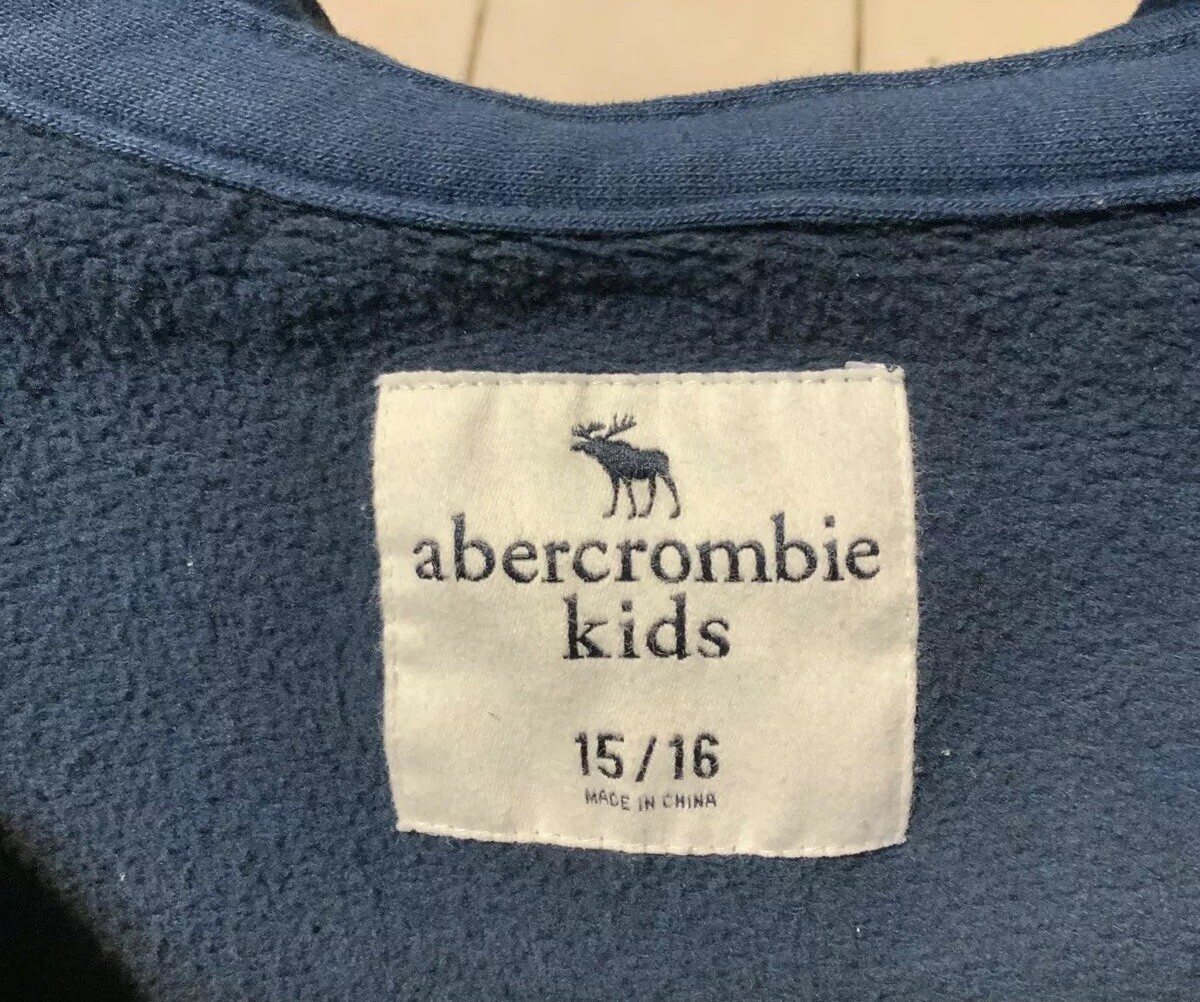 abercrombie
kids
15/16
MADE IN CHINA